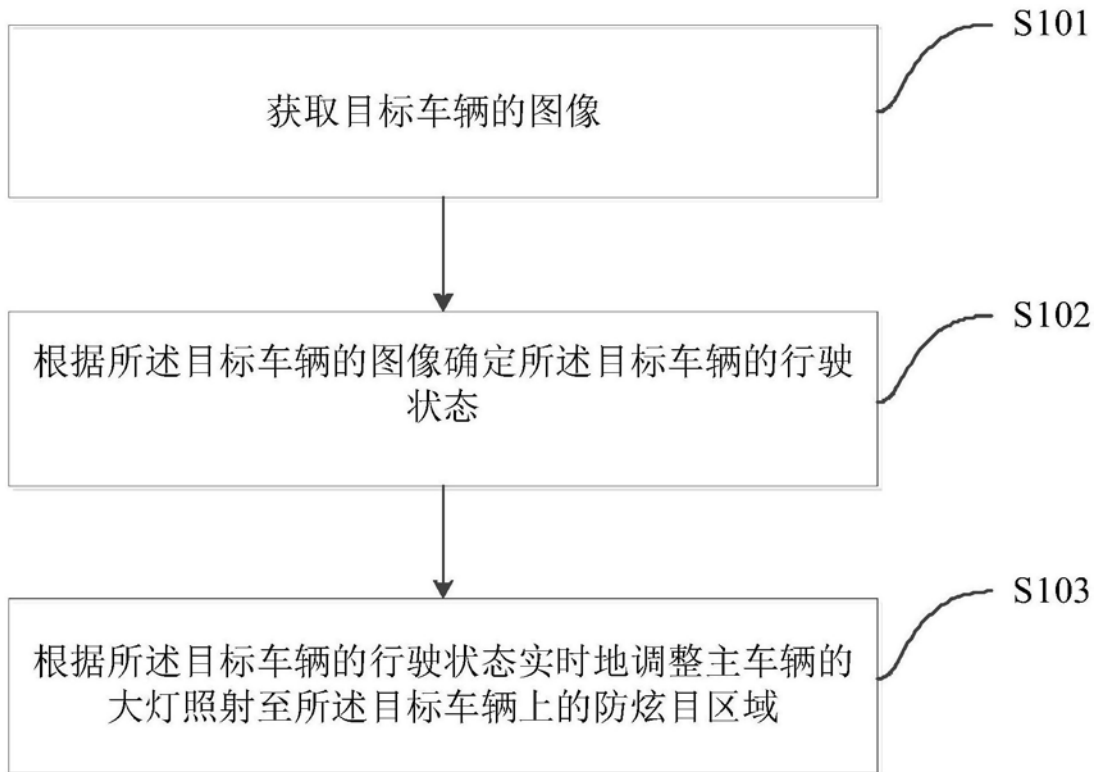 S101
获取目标车辆的图像
S102
根据所述目标车辆的图像确定所述目标车辆的行驶
状态
S103
根据所述目标车辆的行驶状态实时地调整主车辆的
大灯照射至所述目标车辆上的防炫目区域